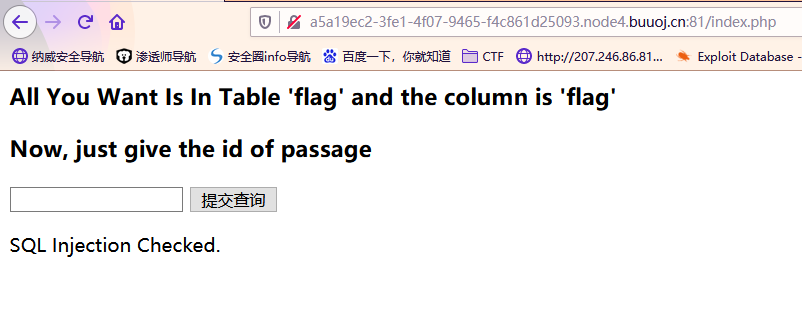 a5a19ec2-3fe1-4f07-9465-f4c861d25093.node4.buuoj.cn:81/index.php
纳威安全导航 渗透师导航 安全圈info导航 百度一下，你就知道 CTF http://207.246.86.81... Exploit Database -
All You Want Is In Table 'flag' and the column is 'flag'
Now, just give the id of passage
提交查询
SQL Injection Checked.